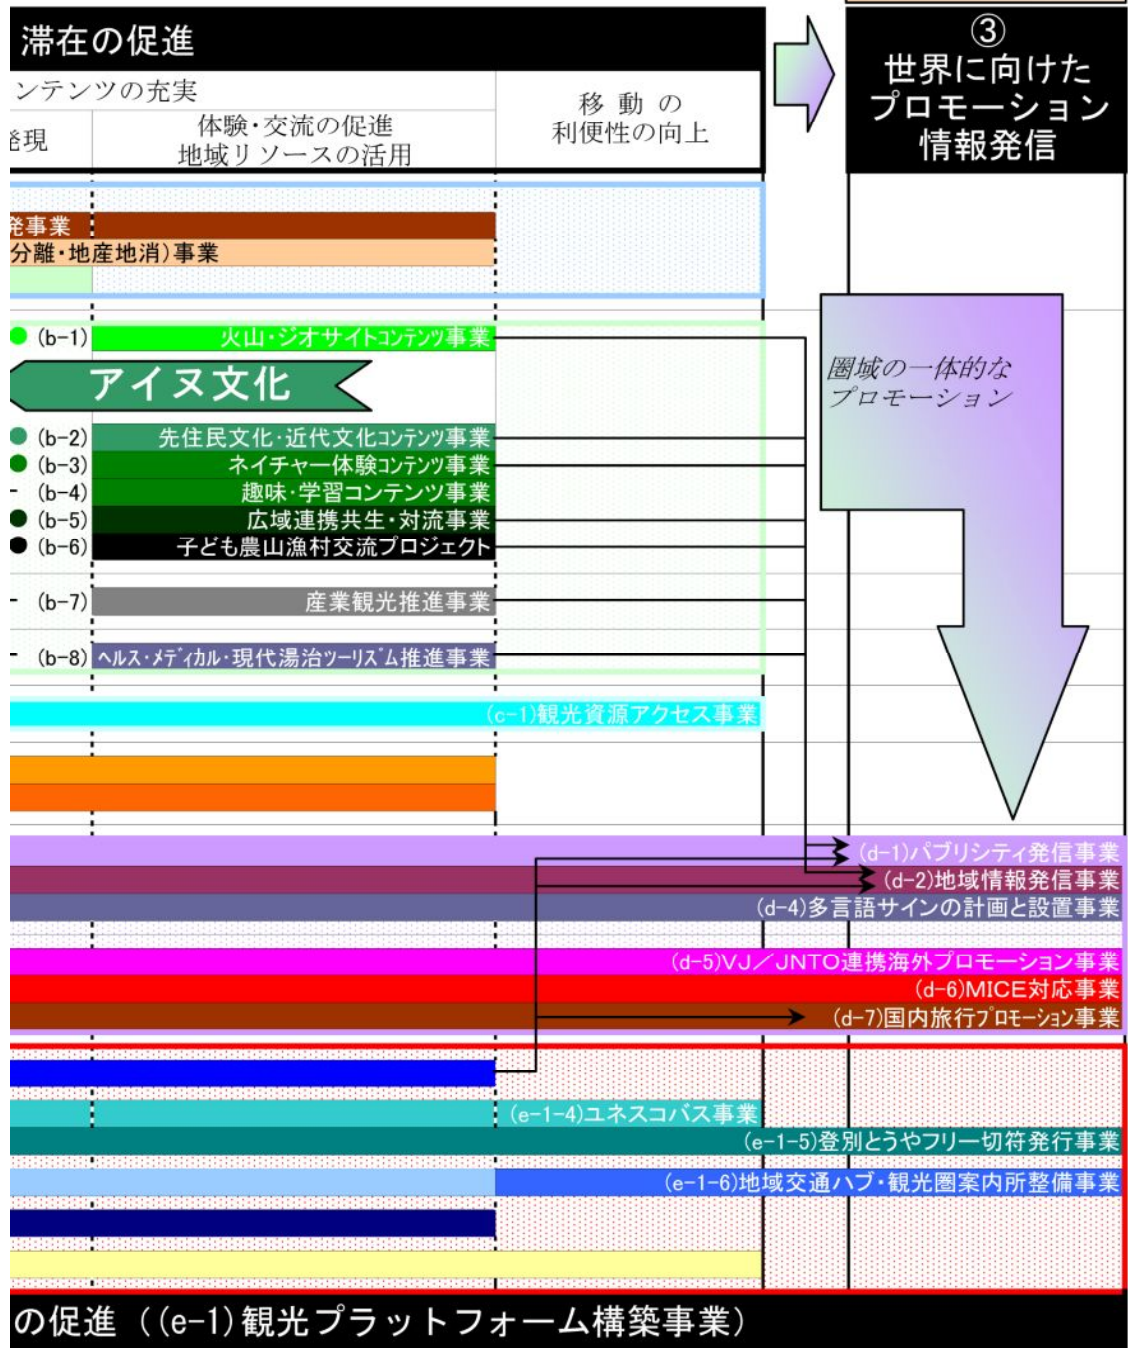 滞在の促進
③
世界に向けた
プロモーション
情報発信
ンテンツの充実
発現
体験・交流の促進
地域リソースの活用
移動の
利便性の向上
発事業
分離・地産地消)事業
(b-1) 火山・ジオサイトコンテンツ事業
アイヌ文化
圏域の一体的な
プロモーション
(b-2) 先住民文化・近代文化コンテンツ事業
(b-3) ネイチャー体験コンテンツ事業
(b-4) 趣味・学習コンテンツ事業
(b-5) 広域連携共生・対流事業
(b-6) 子ども農山漁村交流プロジェクト
(b-7) 産業観光推進事業
(b-8) ヘルス・メディカル・現代湯治ツーリズム推進事業
(c-1)観光資源アクセス事業
(d-1)パブリシティ発信事業
(d-2)地域情報発信事業
(d-4)多言語サインの計画と設置事業
(d-5)VJ/JNTO連携海外プロモーション事業
(d-6)MICE対応事業
(d-7)国内旅行プロモーション事業
(e-1-4)ユネスコバス事業
(e-1-5)登別とうやフリー切符発行事業
(e-1-6)地域交通ハブ・観光圏案内所整備事業
の促進((e-1)観光プラットフォーム構築事業)